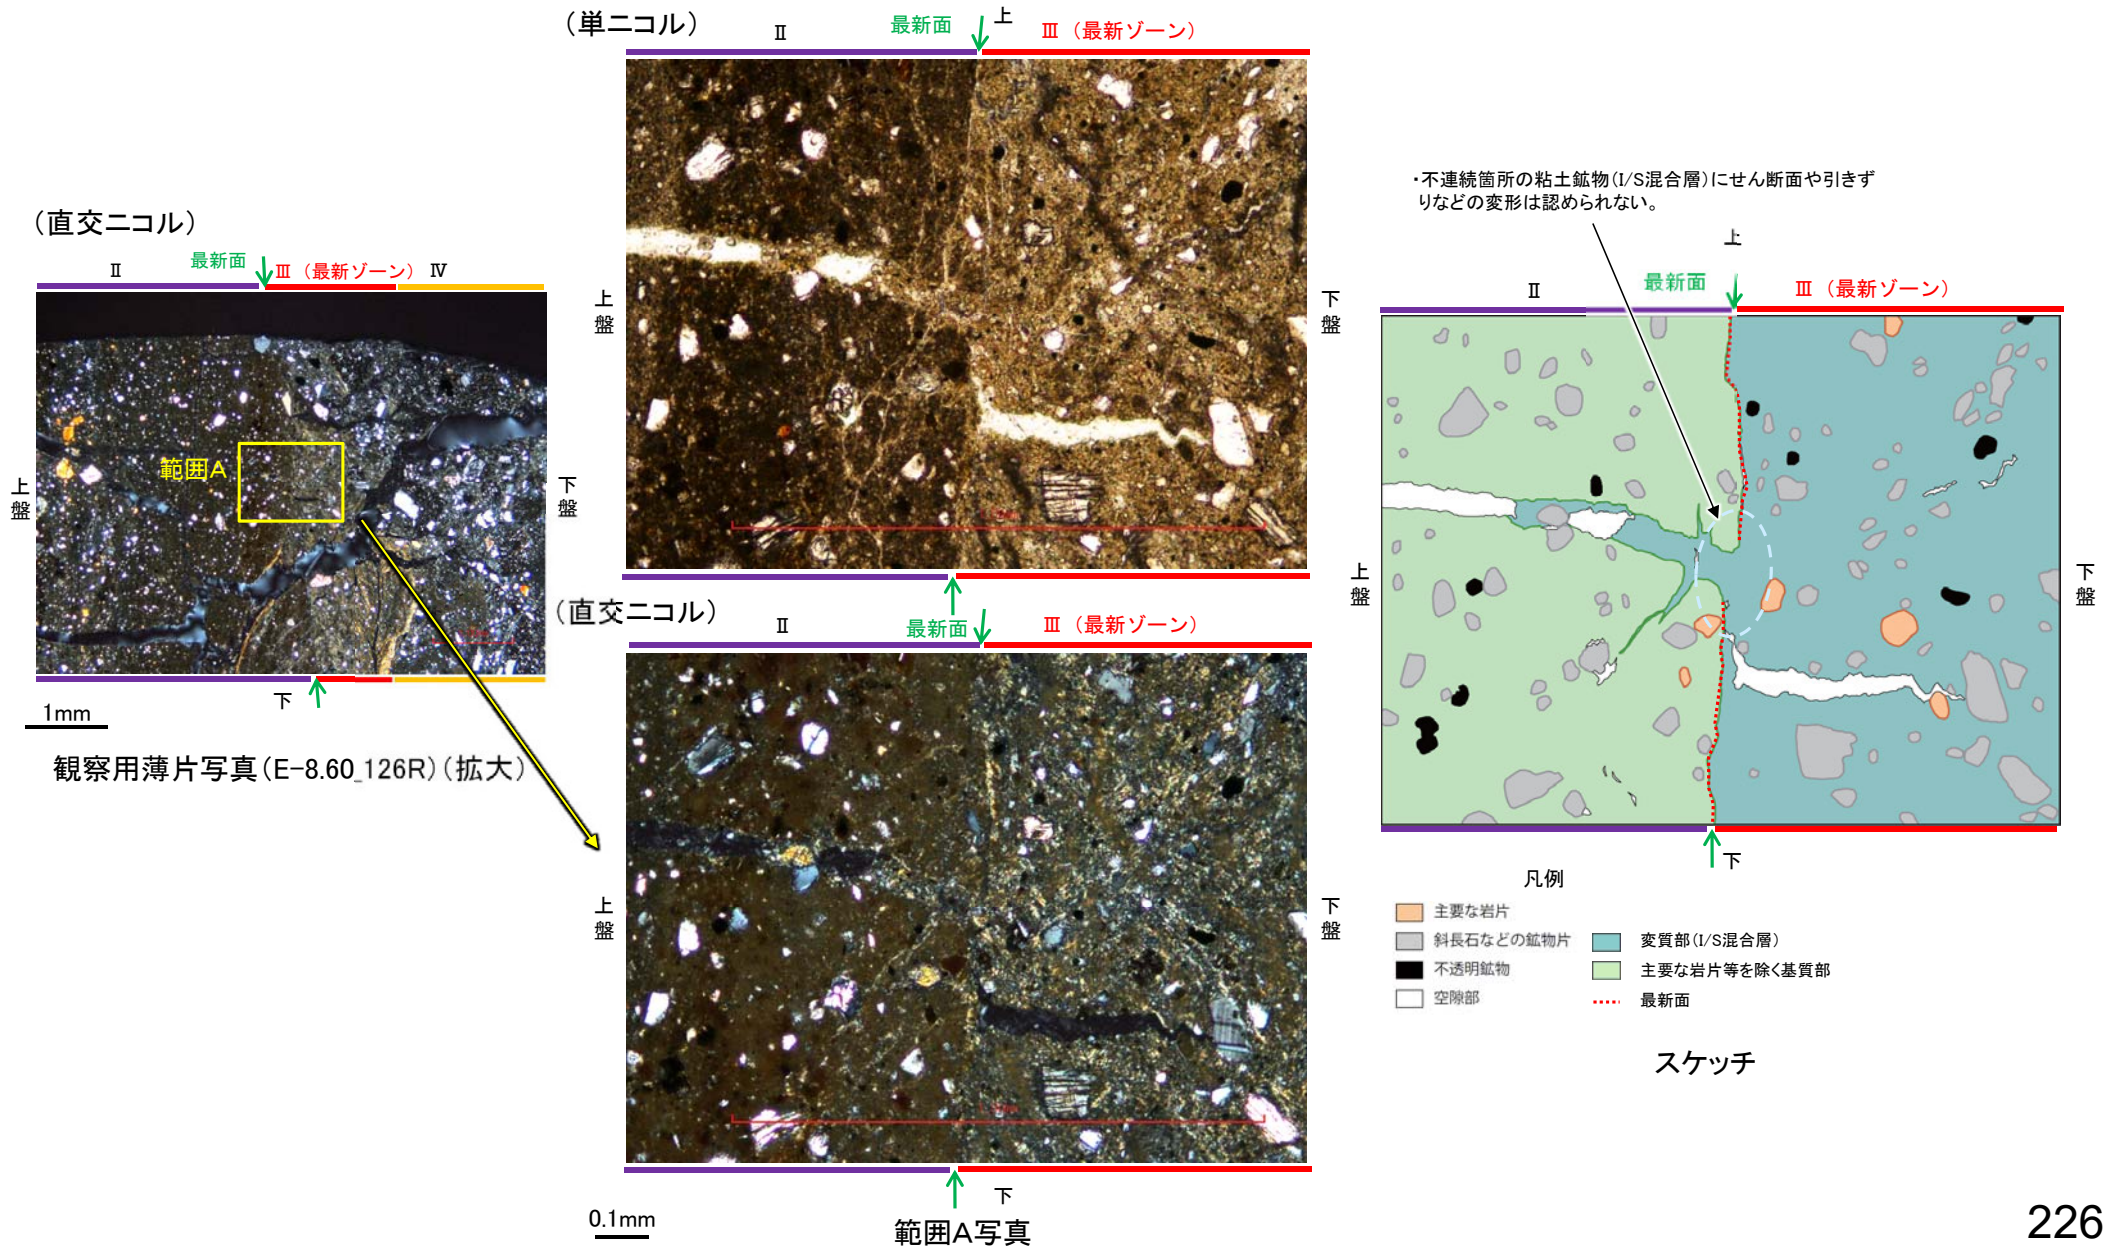 （直交ニコル）
Ⅱ
最新面
Ⅲ（最新ゾーン）
Ⅳ
上盤
範囲A
下盤
下
1mm
観察用薄片写真(E-8.60_126R)(拡大)
（単ニコル）
Ⅱ
最新面
上
Ⅲ（最新ゾーン）
上盤
下盤
（直交ニコル）
Ⅱ
最新面
Ⅲ（最新ゾーン）
上盤
下盤
下
0.1mm
範囲A写真
・不連続箇所の粘土鉱物(I/S混合層)にせん断面や引きず
りなどの変形は認められない。
上
Ⅱ
最新面
Ⅲ（最新ゾーン）
上盤
下盤
下
凡例
主要な岩片
斜長石などの鉱物片
不透明鉱物
空隙部
変質部(I/S混合層)
主要な岩片等を除く基質部
最新面
スケッチ
226